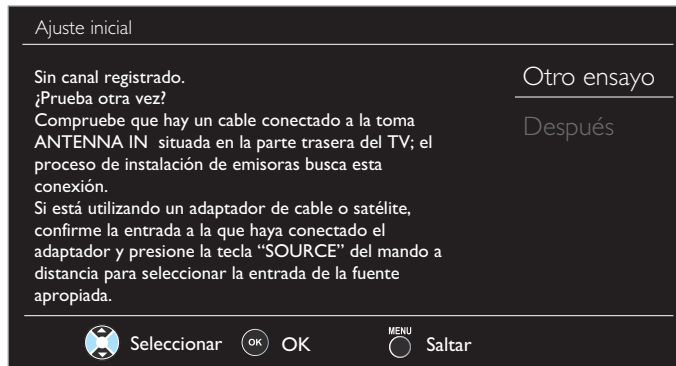 Ajuste inicial
Sin canal registrado.
¿Prueba otra vez?
Compruebe que hay un cable conectado a la toma
ANTENNA IN situada en la parte trasera del TV; el
proceso de instalación de emisoras busca esta
conexión.
Si está utilizando un adaptador de cable o satélite,
confirme la entrada a la que haya conectado el
adaptador y presione la tecla “SOURCE” del mando a
distancia para seleccionar la entrada de la fuente
apropiada.
Otro ensayo
Después
Seleccionar
OK
OK
MENU
Saltar